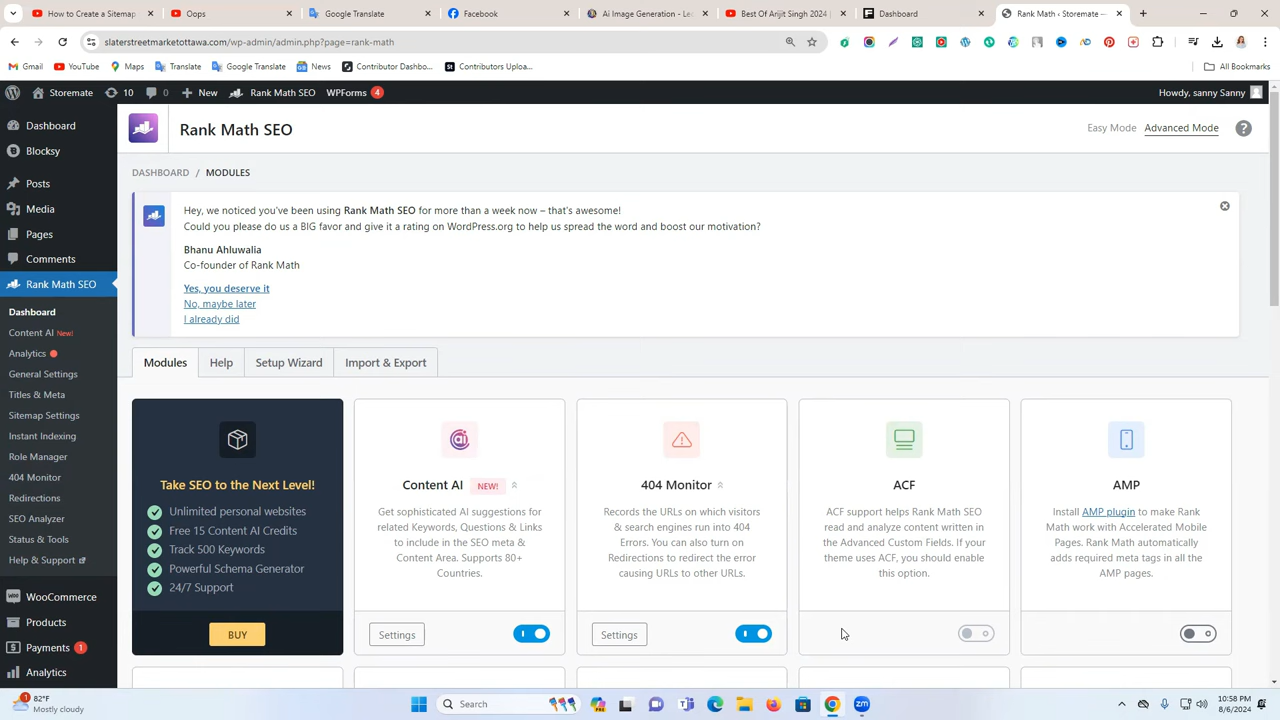 How to Create a Sitemap
Oops
Google Translate
Facebook
Ai Image Generation - Le
Best Of Arijit Singh 2024 |
Dashboard
Rank Math ‹ Storemate —
slaterstreetmarketottawa.com/wp-admin/admin.php?page=rank-math
Gmail
YouTube
Maps
Translate
Google Translate
News
Contributor Dashbo...
Contributors Uploa...
All Bookmarks
Storemate
10
0
New
Rank Math SEO
WPForms 4
Howdy, sanny Sanny
Dashboard
Blocksy
Posts
Media
Pages
Comments
Rank Math SEO
Dashboard
Content AI New!
Analytics
General Settings
Titles & Meta
Sitemap Settings
Instant Indexing
Role Manager
404 Monitor
Redirections
SEO Analyzer
Status & Tools
Help & Support
WooCommerce
Products
Payments 1
Analytics
Rank Math SEO
Easy Mode
Advanced Mode
?
DASHBOARD / MODULES
Hey, we noticed you've been using Rank Math SEO for more than a week now – that's awesome!
Could you please do us a BIG favor and give it a rating on WordPress.org to help us spread the word and boost our motivation?
Bhanu Ahluwalia
Co-founder of Rank Math
Yes, you deserve it
No, maybe later
I already did
Modules
Help
Setup Wizard
Import & Export
Take SEO to the Next Level!
Unlimited personal websites
Free 15 Content AI Credits
Track 500 Keywords
Powerful Schema Generator
24/7 Support
BUY
Content AI NEW!
Get sophisticated AI suggestions for
related Keywords, Questions & Links
to include in the SEO meta &
Content Area. Supports 80+
Countries.
Settings
404 Monitor
Records the URLs on which visitors
& search engines run into 404
Errors. You can also turn on
Redirections to redirect the error
causing URLs to other URLs.
Settings
ACF
ACF support helps Rank Math SEO
read and analyze content written in
the Advanced Custom Fields. If your
theme uses ACF, you should enable
this option.
AMP
Install AMP plugin to make Rank
Math work with Accelerated Mobile
Pages. Rank Math automatically
adds required meta tags in all the
AMP pages.
1
82°F
Mostly cloudy
Search
zm
10:58 PM
8/6/2024